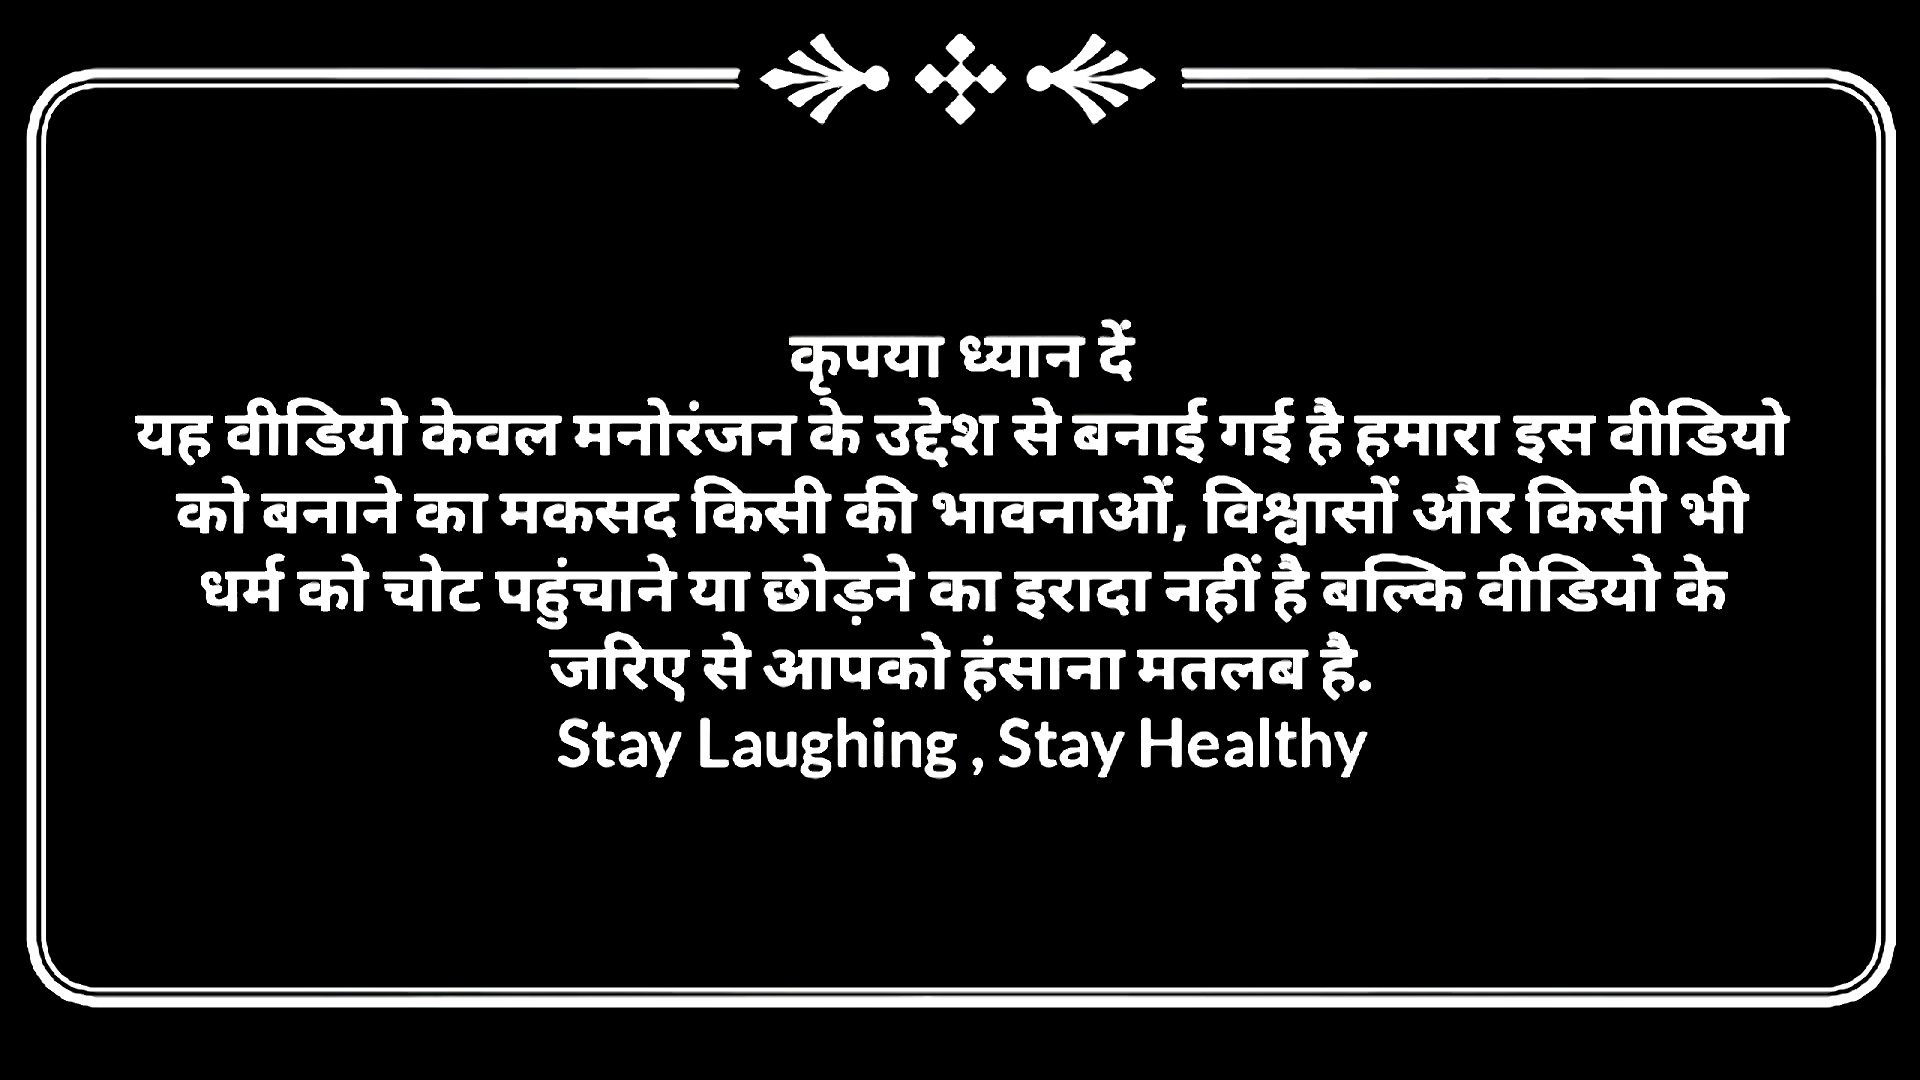 कृपया ध्यान दें
यह वीडियो केवल मनोरंजन के उद्देश से बनाई गई है हमारा इस वीडियो
को बनाने का मकसद किसी की भावनाओं, विश्वासों और किसी भी
धर्म को चोट पहुंचाने या छोड़ने का इरादा नहीं है बल्कि वीडियो के
जरिए से आपको हंसाना मतलब है.
Stay Laughing , Stay Healthy